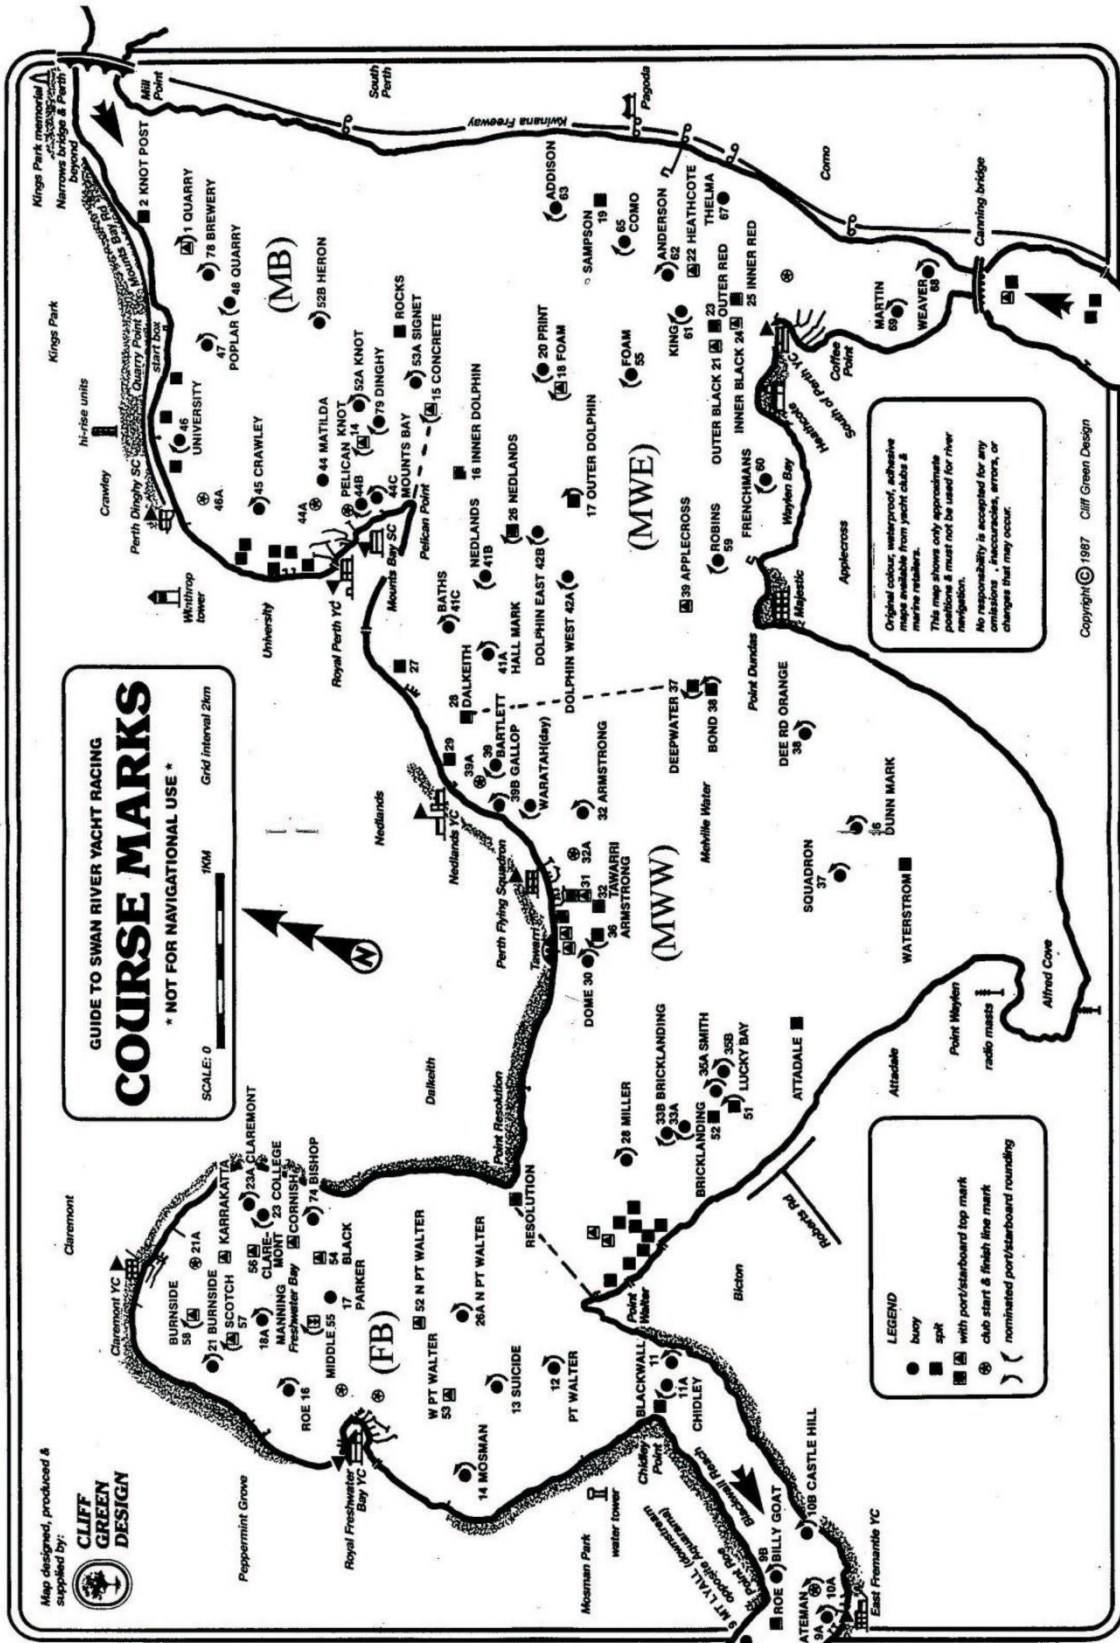 GUIDE TO SWAN RIVER YACHT RACING
COURSE MARKS
* NOT FOR NAVIGATIONAL USE *
SCALE: 0
1KM
Grid interval 2km
Map designed, produced &
supplied by:
CLIFF
GREEN
DESIGN
N
Claremont
Claremont YC
Peppermint Grove
Royal Freshwater
Bay YC
Mosman Park
water tower
BURNSIDE
58
21A
21 BURNSIDE
KARRAKATTA
SCOTCH
57
56
CLARE-
MONT
23A CLAREMONT
23 COLLEGE
CORNISH
74 BISHOP
18A
MANNING
Freshwater Bay
ROE 16
MIDDLE 55
54
BLACK
17
PARKER
(FB)
52 N PT WALTER
W PT WALTER
53
26A N PT WALTER
13 SUICIDE
14 MOSMAN
12
PT WALTER
Dalkeith
Point Resolution
RESOLUTION
Point
Walter
BLACKWALL
11
11A
CHIDLEY
Chidley
Point
Blackwall Reach
9 MT LYALL (downstream
opposite Aquarama)
Point Roe
ROE
9B
BILLY GOAT
10B CASTLE HILL
ATEMAN
9A
10A
East Fremantle YC
Bicton
Roberts Rd
28 MILLER
33B BRICKLANDING
33A
BRICKLANDING
52
35A SMITH
35B
LUCKY BAY
51
ATTADALE
Attadale
Point Waylen
radio masts
Alfred Cove
WATERSTROM
SQUADRON
37
DUNN MARK
DEE RD ORANGE
38
(MWW)
Melville Water
DOME 30
36
TAWARRI
ARMSTRONG
31
32
32A
32 ARMSTRONG
Tawarri
Perth Flying Squadron
Nedlands YC
Nedlands
WARATAH(day)
39B GALLOP
39
BARTLETT
39A
29
28
DALKEITH
27
41A
HALL MARK
BATHS
41C
NEDLANDS
41B
26 NEDLANDS
DOLPHIN EAST 42B
DOLPHIN WEST 42A
DEEPWATER 37
BOND 38
Point Dundas
Majestic
Applecross
39 APPLECROSS
ROBINS
59
FRENCHMANS
60
Waylen Bay
(MWE)
17 OUTER DOLPHIN
16 INNER DOLPHIN
Pelican Point
MOUNTS BAY
Mounts Bay SC
Royal Perth YC
University
Winthrop
tower
Perth Dinghy SC
Crawley
hi-rise units
Kings Park
Quarry Point
start box
Mounts Bay Rd
Kings Park memorial
Narrows bridge & Perth
beyond
Mill
Point
2 KNOT POST
1 QUARRY
78 BREWERY
48 QUARRY
POPLAR
47
46
UNIVERSITY
46A
45 CRAWLEY
44 MATILDA
44A
PELICAN
KNOT
14
44B
44C
52A KNOT
79 DINGHY
52B HERON
(MB)
ROCKS
53A SIGNET
15 CONCRETE
South
Perth
Kwinana Freeway
Pagoda
Como
Canning bridge
ADDISON
63
SAMPSON
19
65
COMO
20 PRINT
18 FOAM
FOAM
55
ANDERSON
62
22 HEATHCOTE
THELMA
67
KING
61
OUTER BLACK 21
23
OUTER RED
INNER BLACK 24
25 INNER RED
Heathcote
South of Perth YC
Coffee
Point
MARTIN
69
WEAVER
68
LEGEND
buoy
spit
with port/starboard top mark
club start & finish line mark
nominated port/starboard rounding
Original colour, waterproof, adhesive
maps available from yacht clubs &
marine retailers.
This map shows only approximate
positions & must not be used for river
navigation.
No responsibility is accepted for any
omissions, inaccuracies, errors, or
changes that may occur.
Copyright © 1987 Cliff Green Design